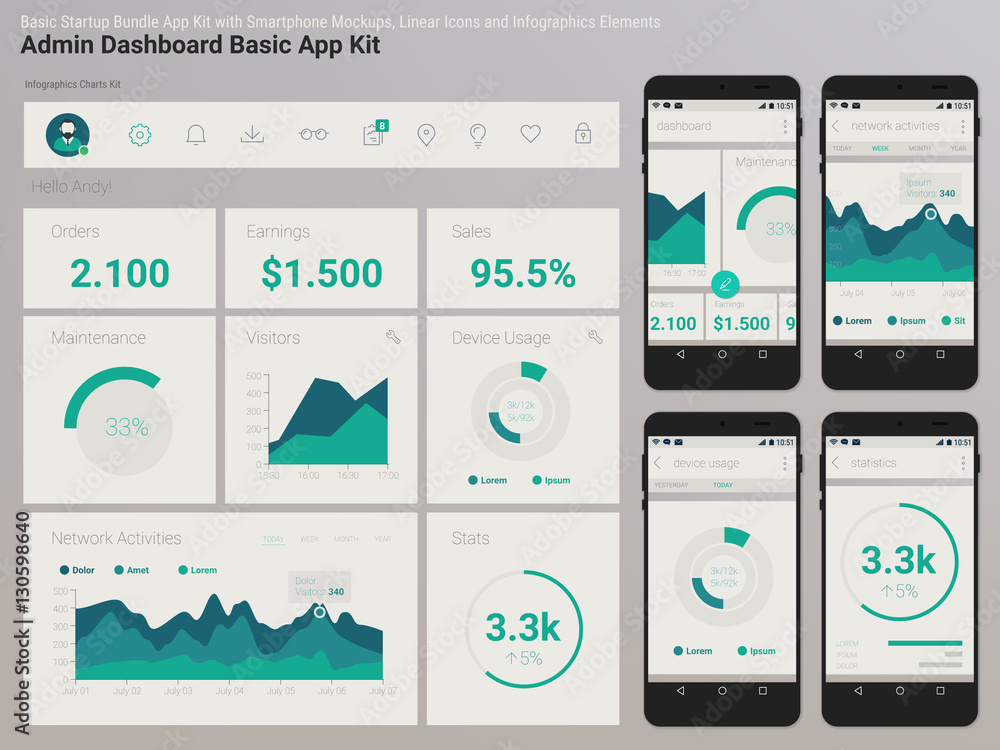 Basic Startup Bundle App Kit with Smartphone Mockups, Linear Icons and Infographics Elements
Admin Dashboard Basic App Kit
Infographics Charts Kit
8
Hello Andy!
Orders
2.100
Earnings
$1.500
Sales
95.5%
Maintenance
33%
Visitors
500
400
300
200
100
0
15:30 16:00 16:30 17:00
Device Usage
3k/12k
5k/92k
Lorem Ipsum
Network Activities
TODAY WEEK MONTH YEAR
Dolor Amet Lorem
Dolor
Visitors: 340
500
400
300
200
100
0
July 01 July 02 July 03 July 04 July 05 July 06 July 07
Stats
3.3k
↑5%
10:51
dashboard
Maintenanc
33%
16:30 17:00
Orders
2.100
Earnings
$1.500
9
10:51
network activities
TODAY WEEK MONTH YEAR
Ipsum
Visitors: 340
500
400
300
200
July 04 July 05 July 06
Lorem Ipsum Sit
10:51
device usage
YESTERDAY TODAY
3k/12k
5k/92k
Lorem Ipsum
10:51
statistics
3.3k
↑5%
LOREM
IPSUM
DOLOR
Adobe Stock | #130598640
Adobe Stock